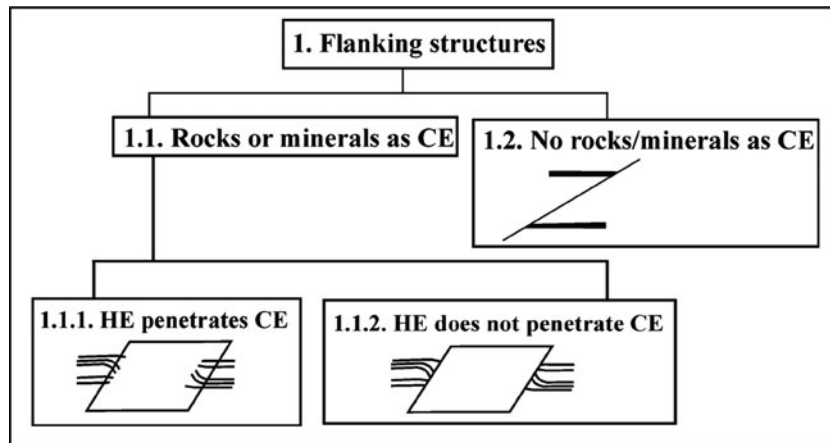 1. Flanking structures
1.1. Rocks or minerals as CE
1.2. No rocks/minerals as CE
1.1.1. HE penetrates CE
1.1.2. HE does not penetrate CE